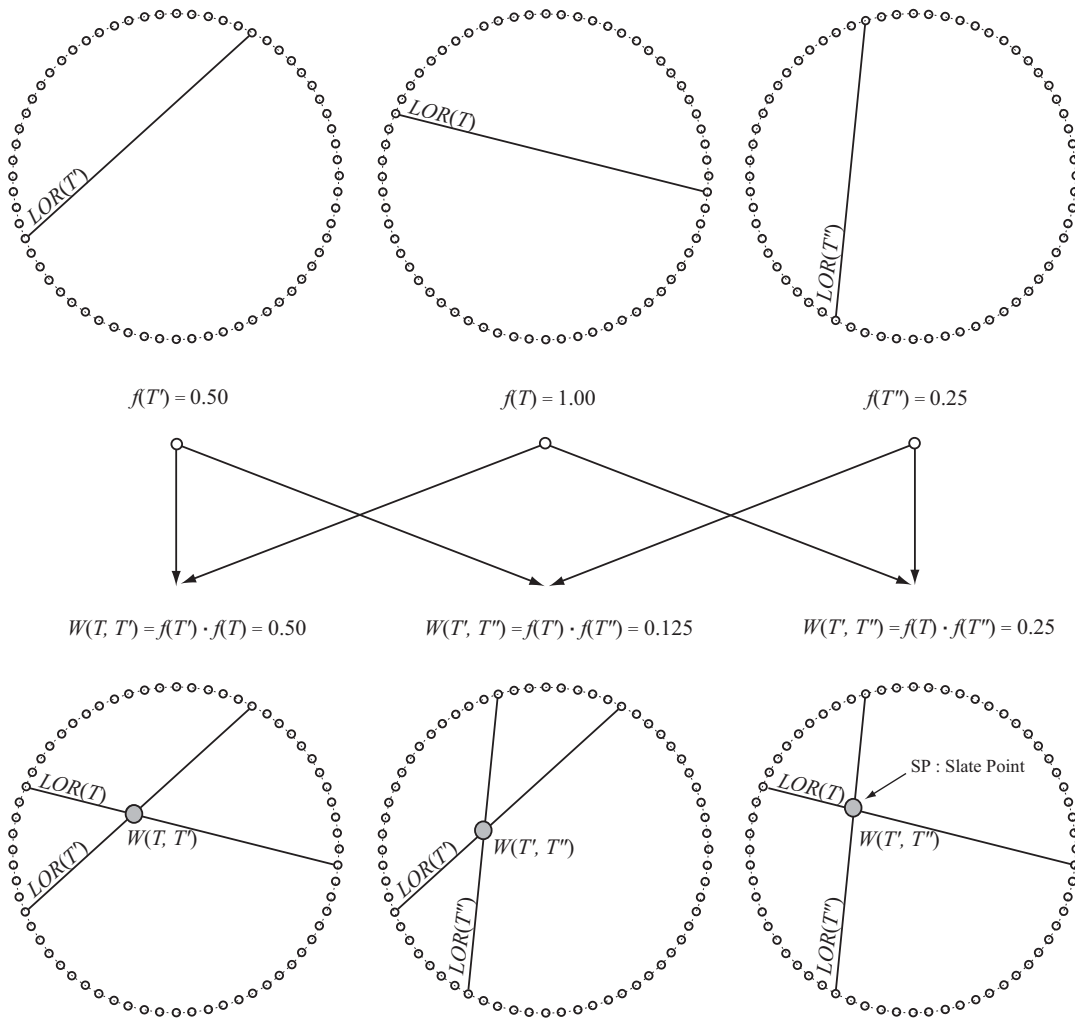 LOR(T')
LOR(T)
LOR(T")
f(T') = 0.50
f(T) = 1.00
f(T") = 0.25
W(T, T') = f(T') · f(T) = 0.50
W(T', T") = f(T') · f(T") = 0.125
W(T', T") = f(T) · f(T") = 0.25
LOR(T)
W(T, T')
LOR(T')
W(T', T")
LOR(T')
LOR(T")
SP : Slate Point
LOR(T)
W(T', T")
LOR(T")